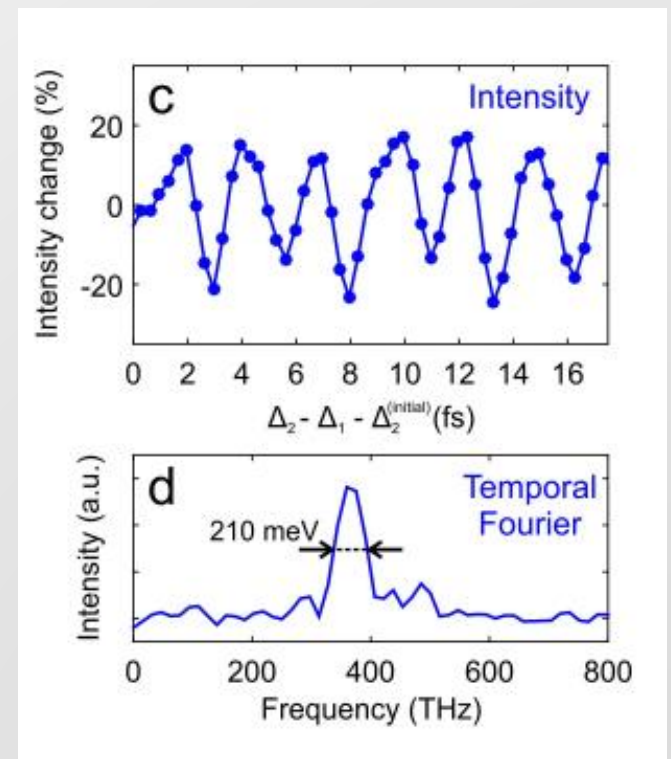 c
Intensity
Intensity change (%)
20
0
-20
0 2 4 6 8 10 12 14 16
Δ₂ - Δ₁ - Δ₂⁽ⁱⁿⁱᵗⁱᵃˡ⁾ (fs)
d
Temporal
Fourier
210 meV
Intensity (a.u.)
0 200 400 600 800
Frequency (THz)